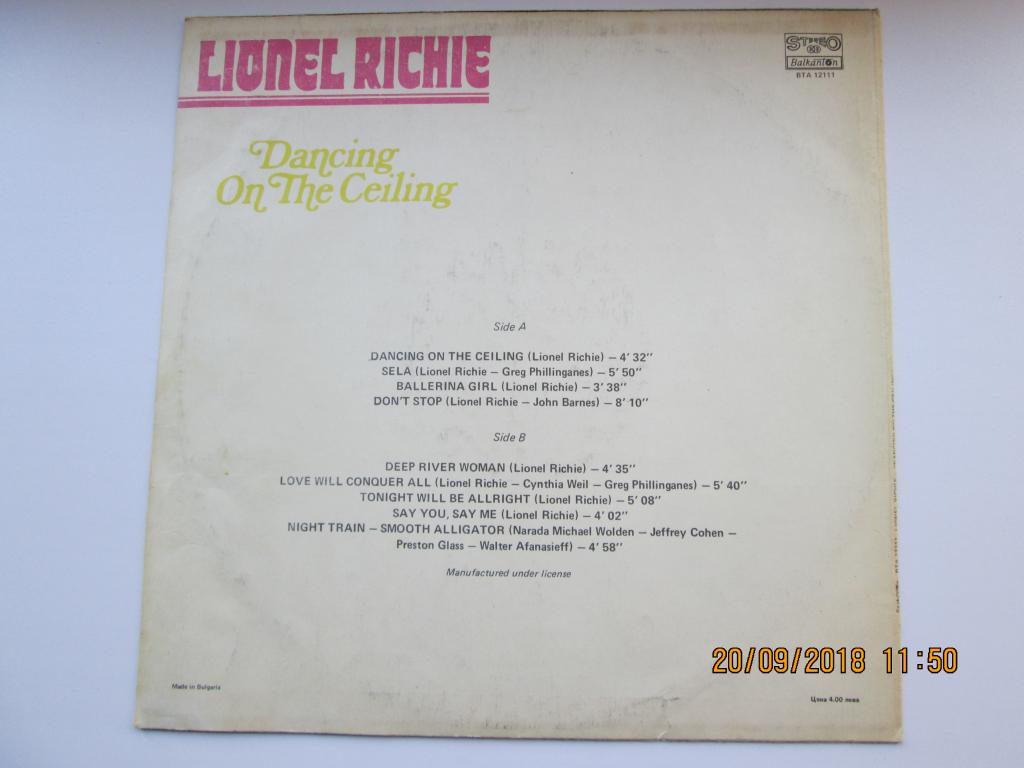 LIONEL RICHIE
STEREO
Balkanton
BTA 12111
Dancing
On The Ceiling
Side A
DANCING ON THE CEILING (Lionel Richie) – 4' 32"
SELA (Lionel Richie – Greg Phillinganes) – 5' 50"
BALLERINA GIRL (Lionel Richie) – 3' 38"
DON'T STOP (Lionel Richie – John Barnes) – 8' 10"
Side B
DEEP RIVER WOMAN (Lionel Richie) – 4' 35"
LOVE WILL CONQUER ALL (Lionel Richie – Cynthia Weil – Greg Phillinganes) – 5' 40"
TONIGHT WILL BE ALLRIGHT (Lionel Richie) – 5' 08"
SAY YOU, SAY ME (Lionel Richie) – 4' 02"
NIGHT TRAIN – SMOOTH ALLIGATOR (Narada Michael Wolden – Jeffrey Cohen –
Preston Glass – Walter Afanasieff) – 4' 58"
Manufactured under license
20/09/2018 11:50
Made in Bulgaria
Цена 4.00 лева